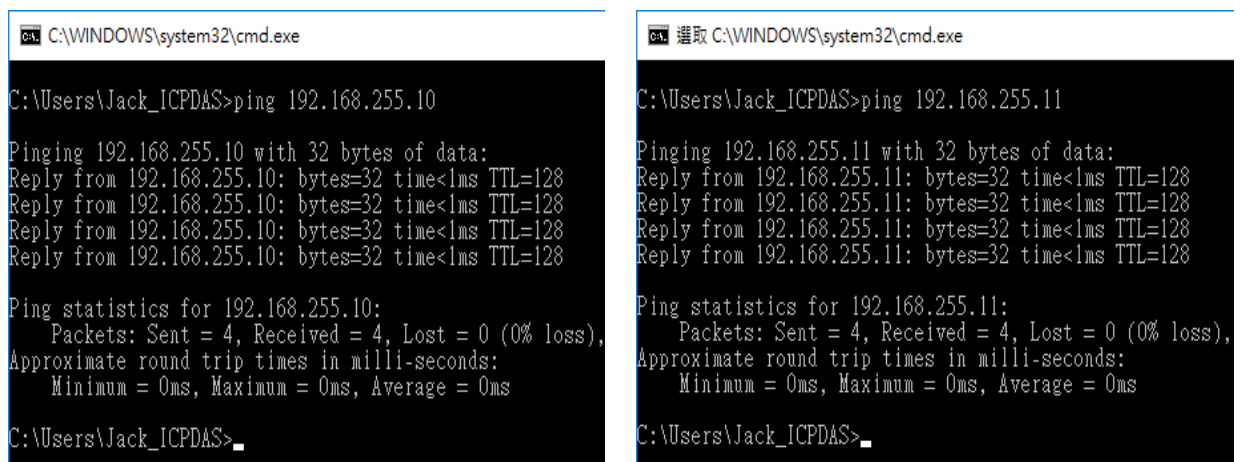 C:\WINDOWS\system32\cmd.exe
C:\Users\Jack_ICPDAS>ping 192.168.255.10
Pinging 192.168.255.10 with 32 bytes of data:
Reply from 192.168.255.10: bytes=32 time<1ms TTL=128
Reply from 192.168.255.10: bytes=32 time<1ms TTL=128
Reply from 192.168.255.10: bytes=32 time<1ms TTL=128
Reply from 192.168.255.10: bytes=32 time<1ms TTL=128
Ping statistics for 192.168.255.10:
Packets: Sent = 4, Received = 4, Lost = 0 (0% loss),
Approximate round trip times in milli-seconds:
Minimum = 0ms, Maximum = 0ms, Average = 0ms
C:\Users\Jack_ICPDAS>
選取 C:\WINDOWS\system32\cmd.exe
C:\Users\Jack_ICPDAS>ping 192.168.255.11
Pinging 192.168.255.11 with 32 bytes of data:
Reply from 192.168.255.11: bytes=32 time<1ms TTL=128
Reply from 192.168.255.11: bytes=32 time<1ms TTL=128
Reply from 192.168.255.11: bytes=32 time<1ms TTL=128
Reply from 192.168.255.11: bytes=32 time<1ms TTL=128
Ping statistics for 192.168.255.11:
Packets: Sent = 4, Received = 4, Lost = 0 (0% loss),
Approximate round trip times in milli-seconds:
Minimum = 0ms, Maximum = 0ms, Average = 0ms
C:\Users\Jack_ICPDAS>